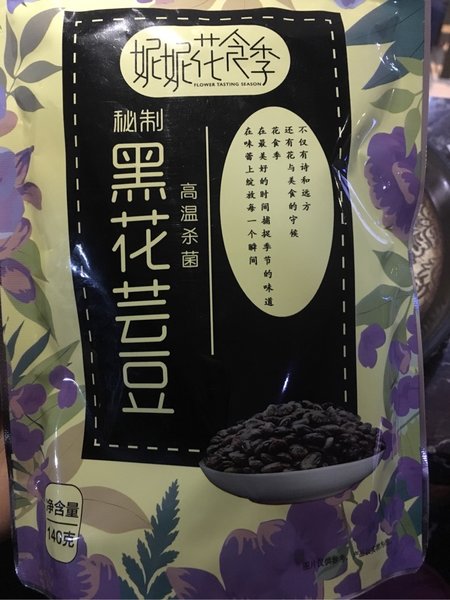 妮妮花食季
FLOWER TASTING SEASON
秘制
黑花芸豆
高温杀菌
不仅有诗和远方
还有花与美食的守候
花食季
在最美好的时间捕捉季节的味道
在味蕾上绽放每一个瞬间
净含量
140克